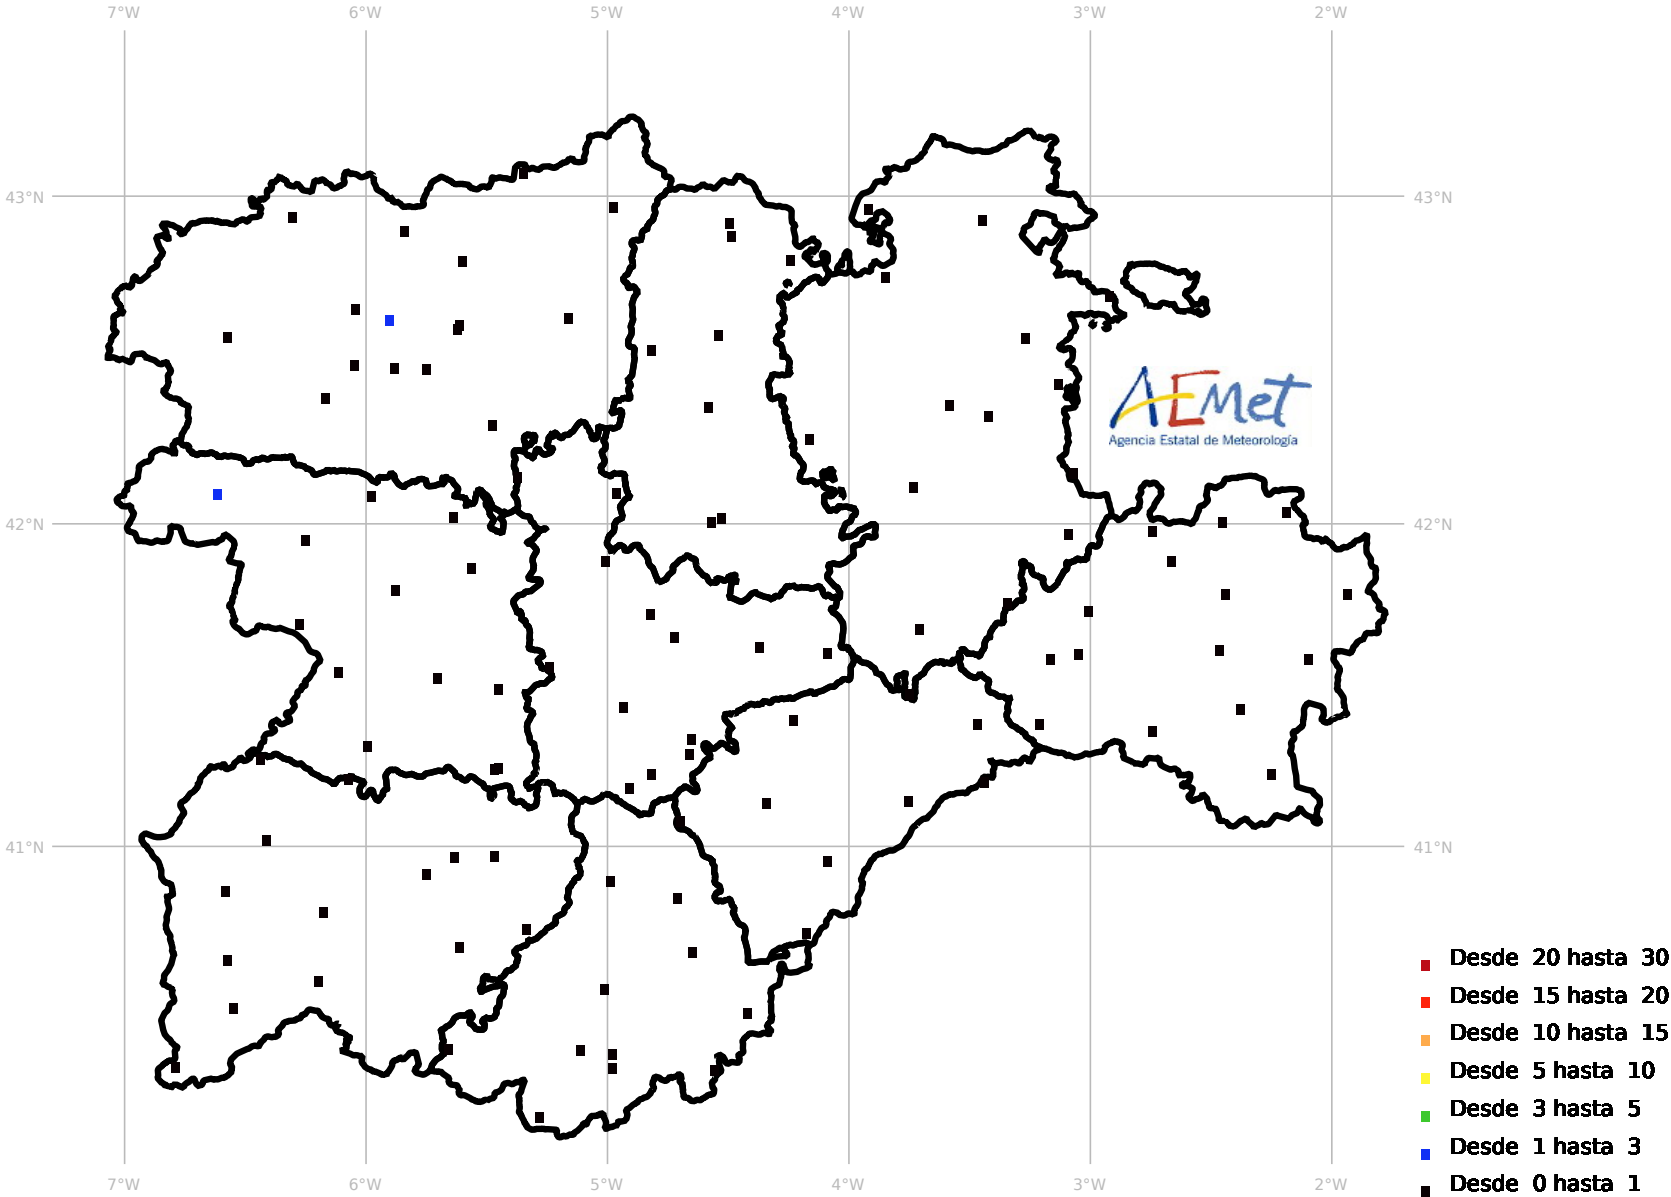 7°W 6°W 5°W 4°W 3°W 2°W
43°N 43°N
AEMet
Agencia Estatal de Meteorología
42°N 42°N
41°N 41°N
Desde 20 hasta 30
Desde 15 hasta 20
Desde 10 hasta 15
Desde 5 hasta 10
Desde 3 hasta 5
Desde 1 hasta 3
Desde 0 hasta 1
7°W 6°W 5°W 4°W 3°W 2°W